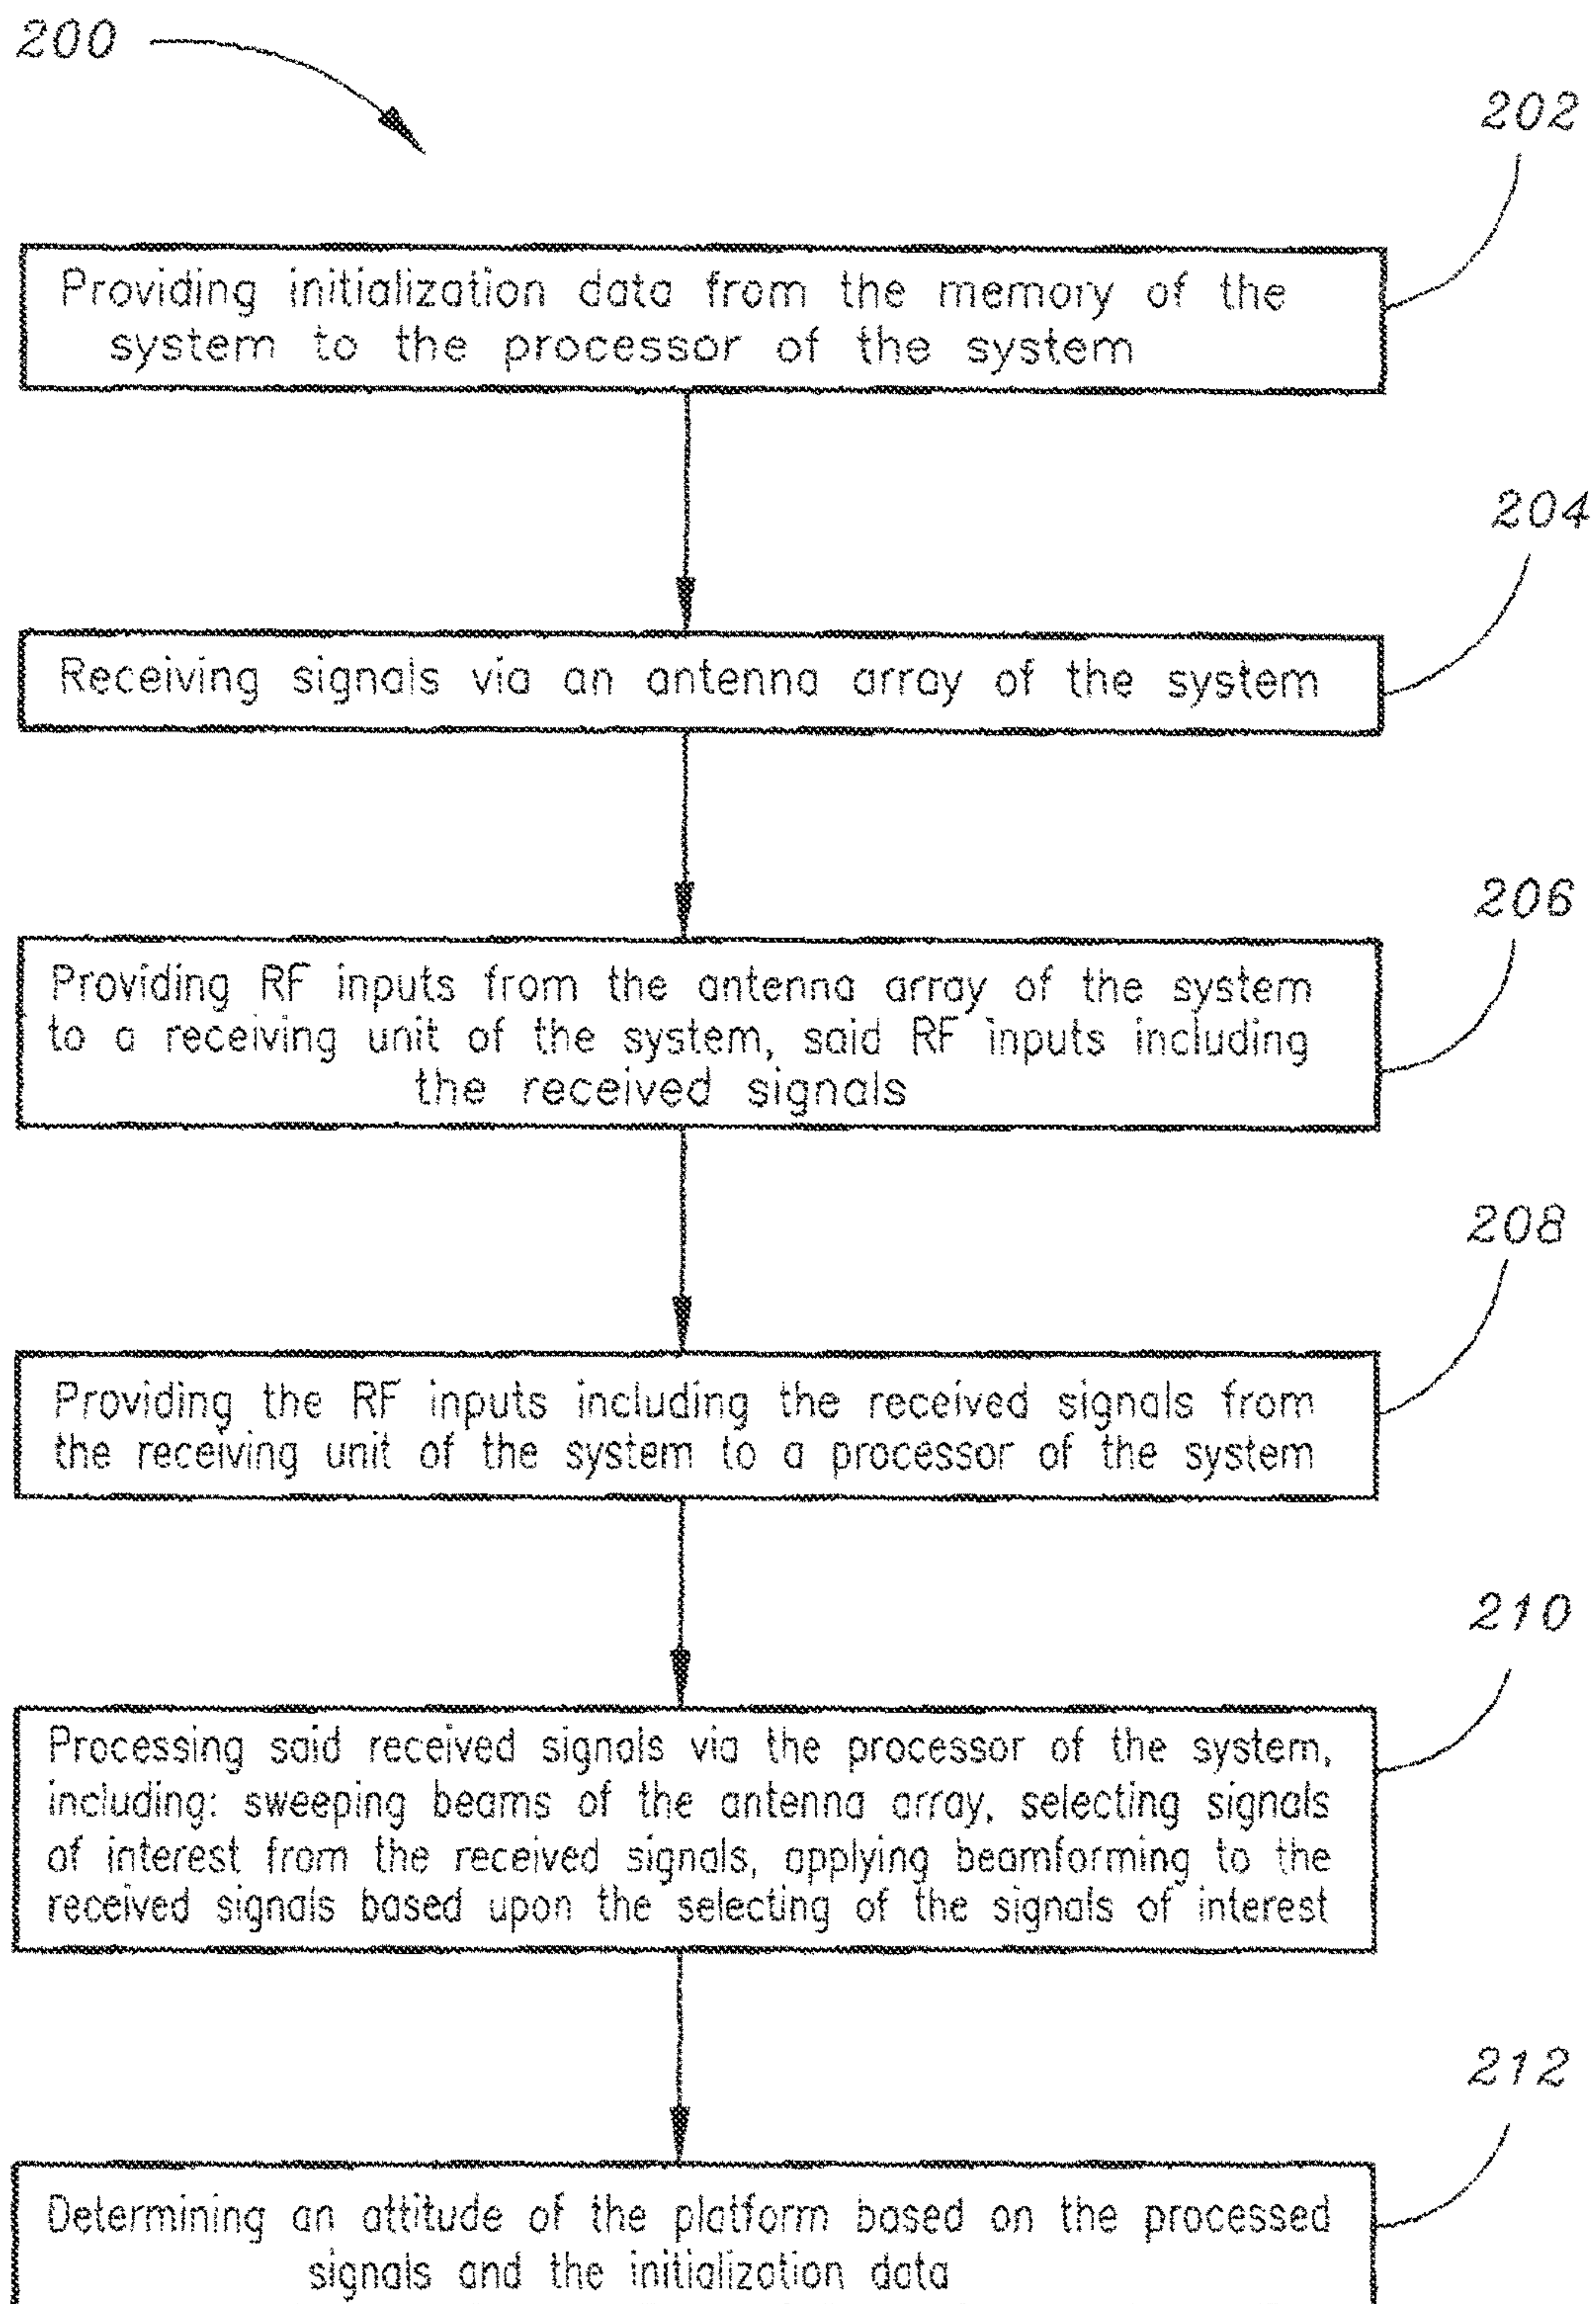 200
202
Providing initialization data from the memory of the
system to the processor of the system
204
Receiving signals via an antenna array of the system
206
Providing RF inputs from the antenna array of the system
to a receiving unit of the system, said RF inputs including
the received signals
208
Providing the RF inputs including the received signals from
the receiving unit of the system to a processor of the system
210
Processing said received signals via the processor of the system,
including: sweeping beams of the antenna array, selecting signals
of interest from the received signals, applying beamforming to the
received signals based upon the selecting of the signals of interest
212
Determining an attitude of the platform based on the processed
signals and the initialization data